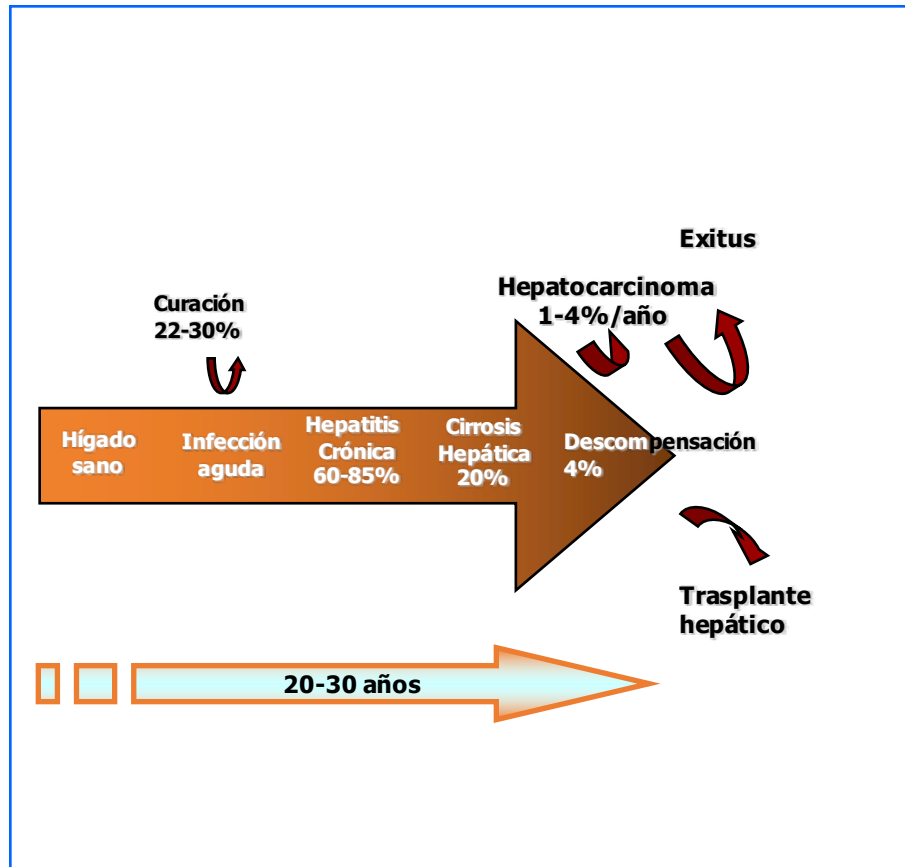 Exitus
Hepatocarcinoma
1-4%/año
Curación
22-30%
Hígado
sano
Infección
aguda
Hepatitis
Crónica
60-85%
Cirrosis
Hepática
20%
Descompensación
4%
Trasplante
hepático
20-30 años